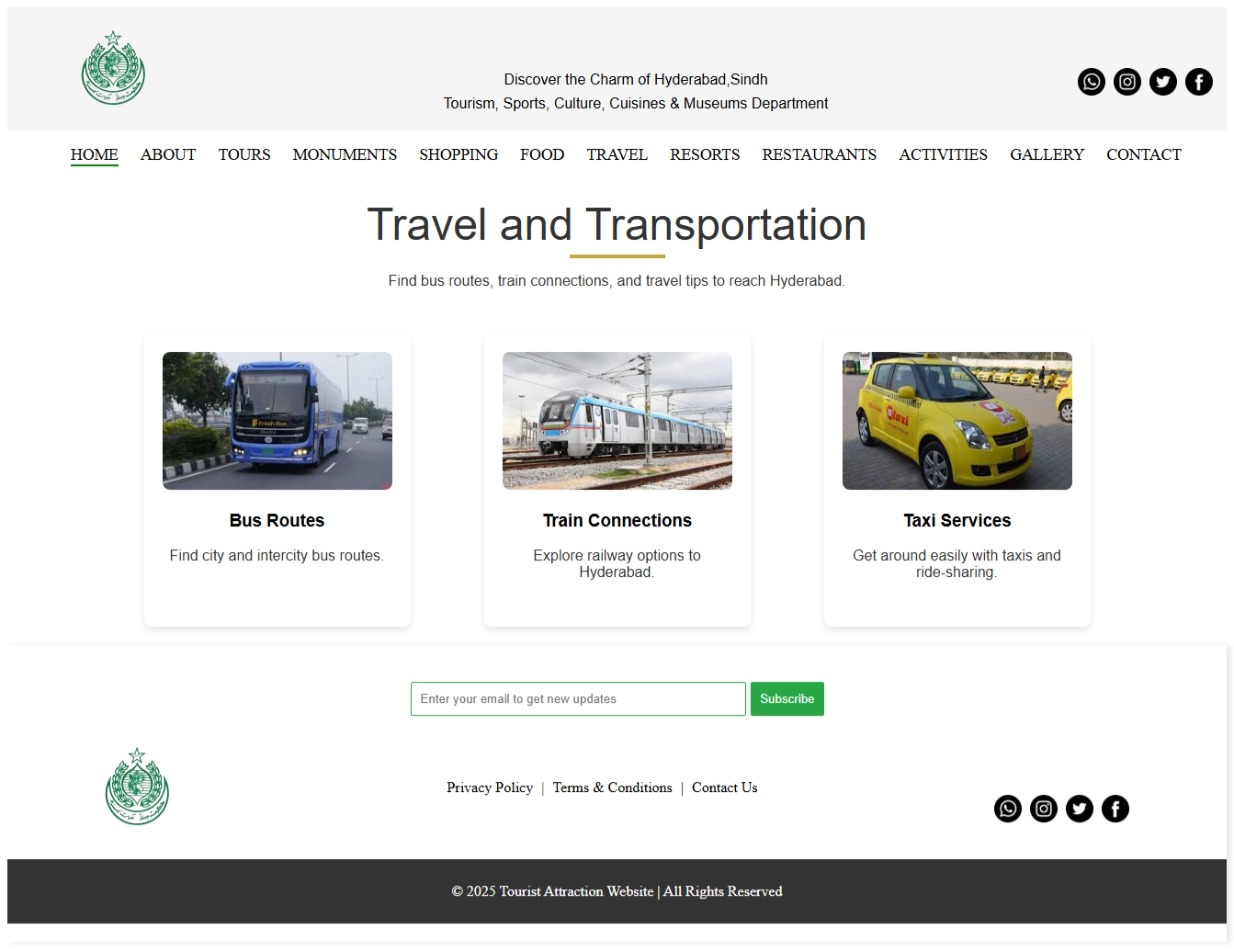 Discover the Charm of Hyderabad,Sindh
Tourism, Sports, Culture, Cuisines & Museums Department
HOME ABOUT TOURS MONUMENTS SHOPPING FOOD TRAVEL RESORTS RESTAURANTS ACTIVITIES GALLERY CONTACT
Travel and Transportation
Find bus routes, train connections, and travel tips to reach Hyderabad.
Fresh Bus
taxi
Bus Routes
Train Connections
Taxi Services
Find city and intercity bus routes.
Explore railway options to
Hyderabad.
Get around easily with taxis and
ride-sharing.
Enter your email to get new updates
Subscribe
Privacy Policy | Terms & Conditions | Contact Us
© 2025 Tourist Attraction Website | All Rights Reserved